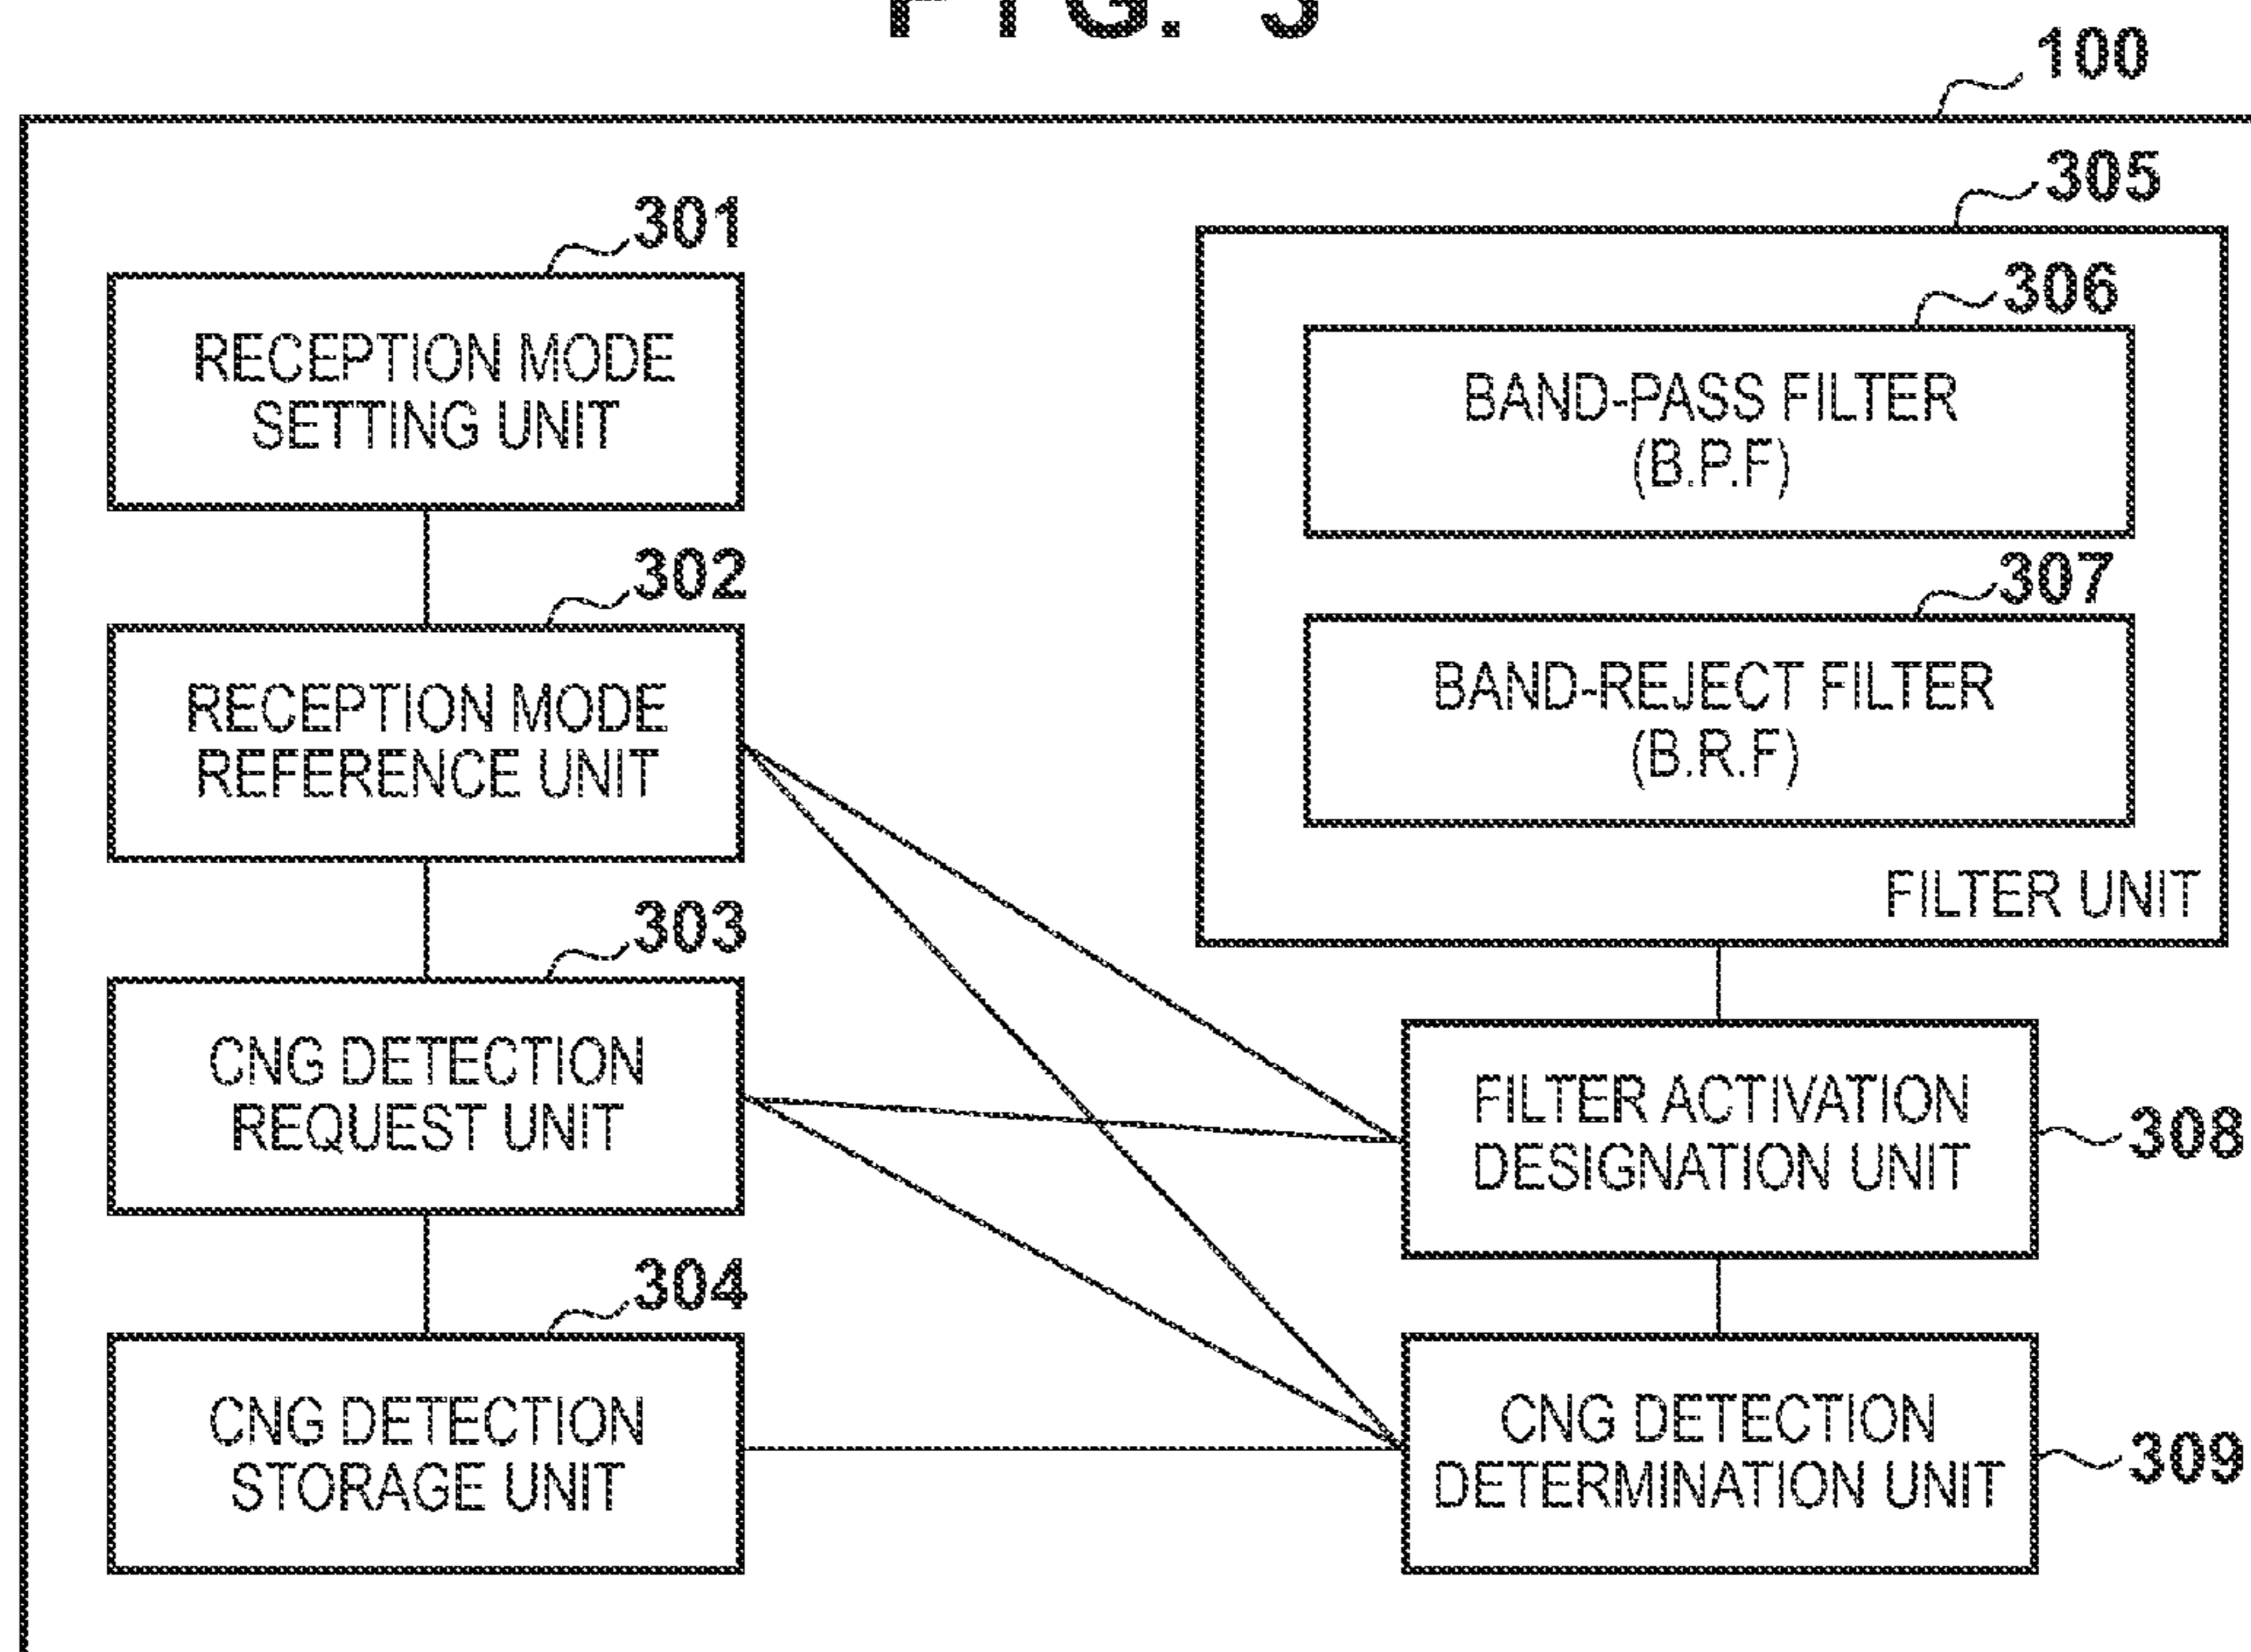 FIG. 3
100
301
RECEPTION MODE
SETTING UNIT
302
RECEPTION MODE
REFERENCE UNIT
303
CNG DETECTION
REQUEST UNIT
304
CNG DETECTION
STORAGE UNIT
305
306
BAND-PASS FILTER
(B.P.F)
307
BAND-REJECT FILTER
(B.R.F)
FILTER UNIT
FILTER ACTIVATION
DESIGNATION UNIT
308
CNG DETECTION
DETERMINATION UNIT
309